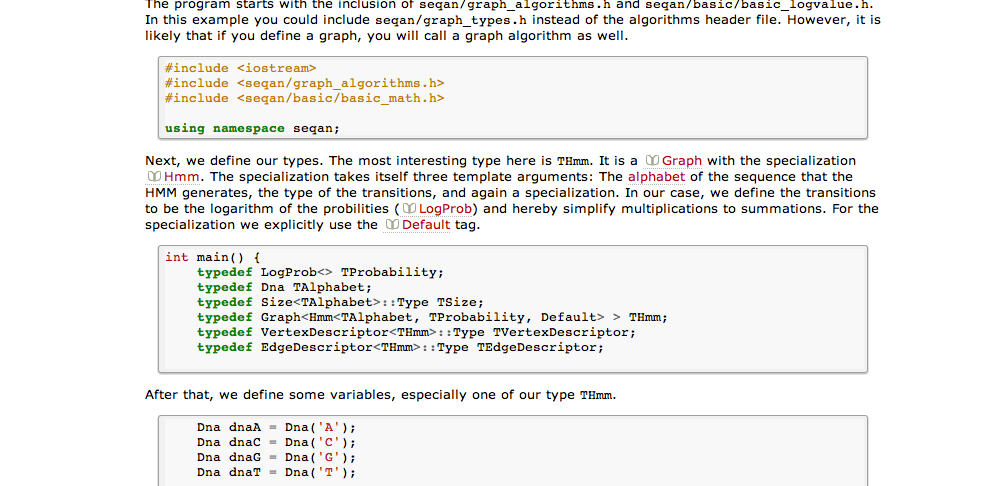 The program starts with the inclusion of seqan/graph_algorithms.h and seqan/basic/basic_logvalue.h.
In this example you could include seqan/graph_types.h instead of the algorithms header file. However, it is
likely that if you define a graph, you will call a graph algorithm as well.
#include <iostream>
#include <seqan/graph_algorithms.h>
#include <seqan/basic/basic_math.h>
using namespace seqan;
Next, we define our types. The most interesting type here is THmm. It is a Graph with the specialization
Hmm. The specialization takes itself three template arguments: The alphabet of the sequence that the
HMM generates, the type of the transitions, and again a specialization. In our case, we define the transitions
to be the logarithm of the probilities (LogProb) and hereby simplify multiplications to summations. For the
specialization we explicitly use the Default tag.
int main() {
    typedef LogProb<> TProbability;
    typedef Dna TAlphabet;
    typedef Size<TAlphabet>::Type TSize;
    typedef Graph<Hmm<TAlphabet, TProbability, Default> > THmm;
    typedef VertexDescriptor<THmm>::Type TVertexDescriptor;
    typedef EdgeDescriptor<THmm>::Type TEdgeDescriptor;
After that, we define some variables, especially one of our type THmm.
    Dna dnaA = Dna('A');
    Dna dnaC = Dna('C');
    Dna dnaG = Dna('G');
    Dna dnaT = Dna('T');